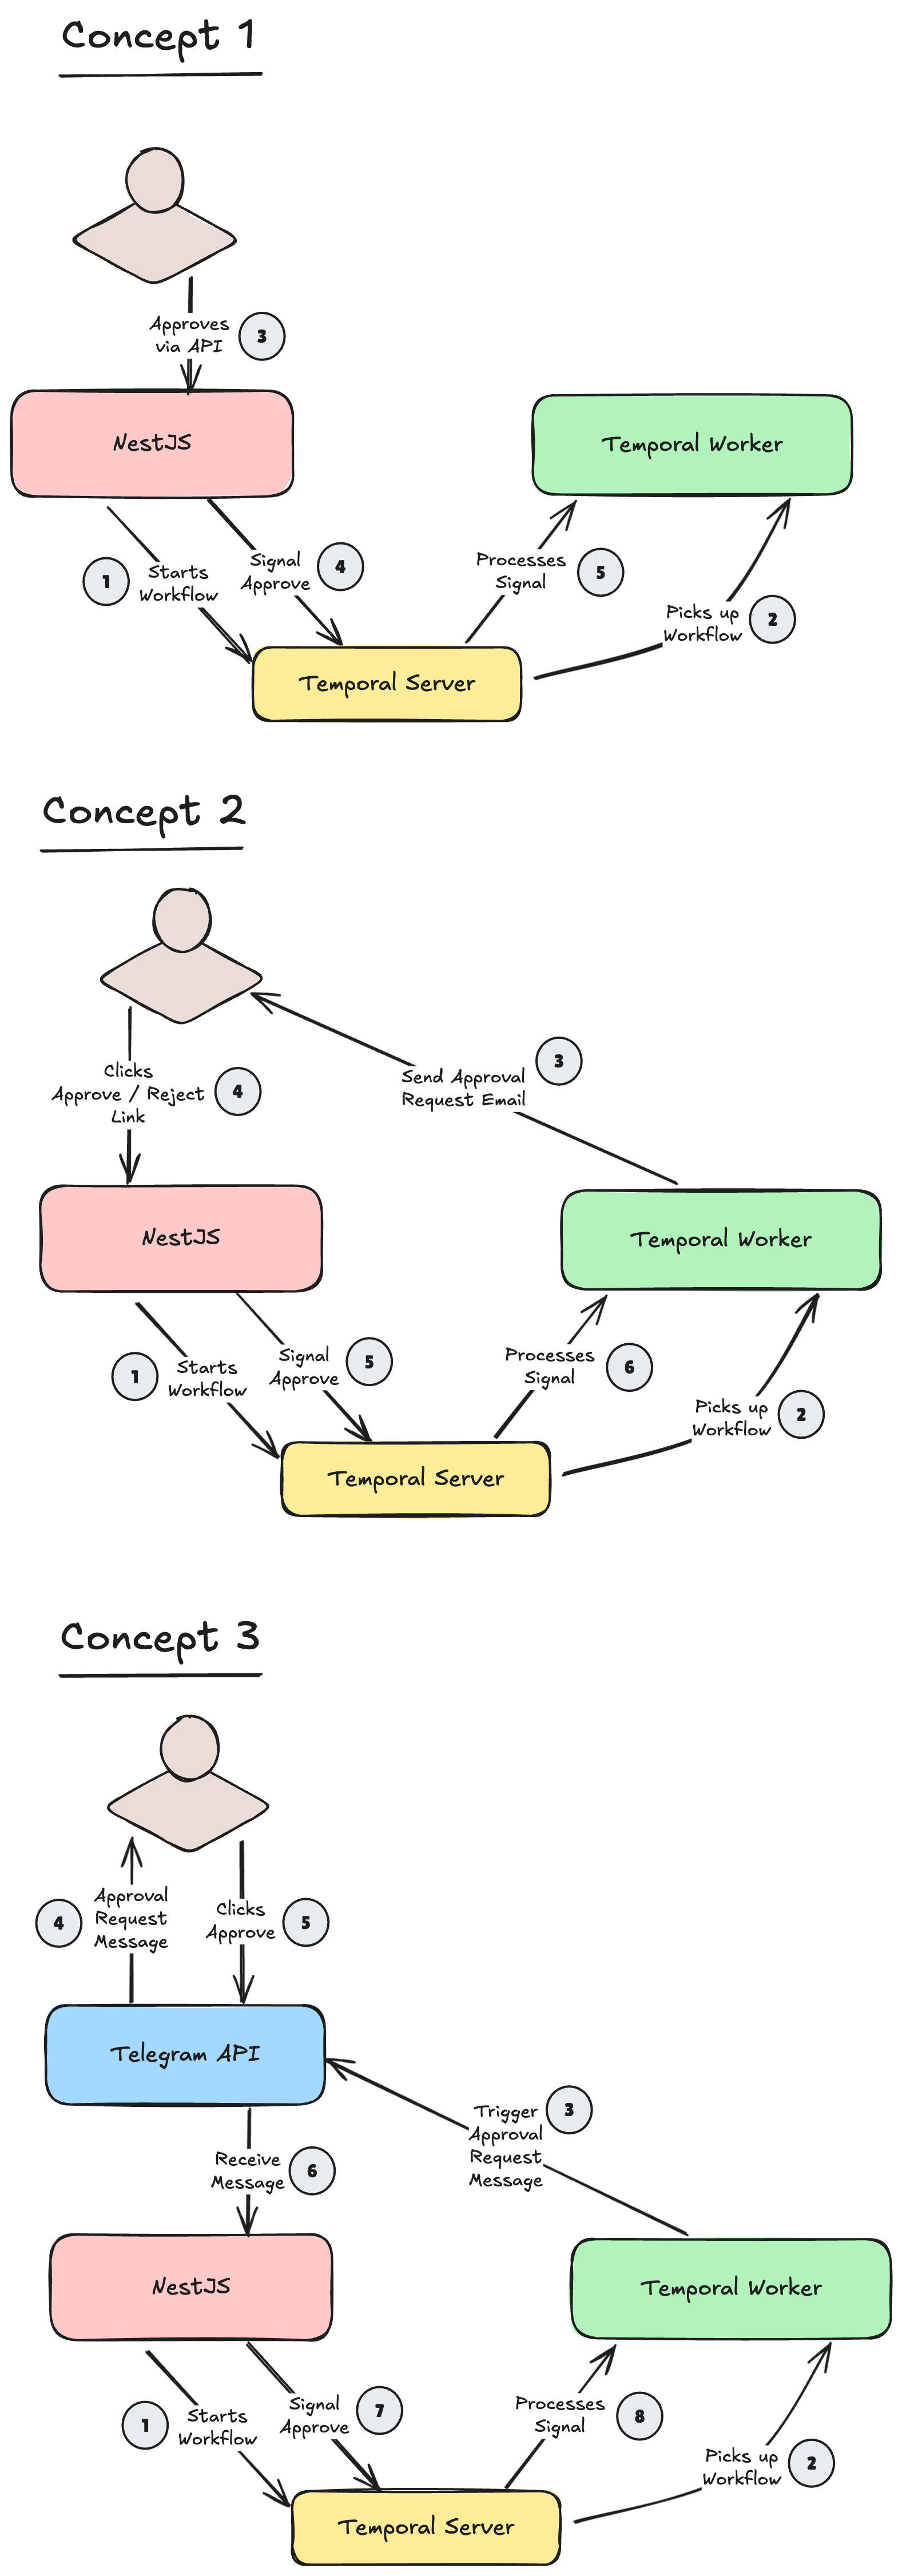 Concept 1
Approves
via API
3
NestJS
Temporal Worker
1
Starts
Workflow
Signal
Approve
4
Processes
Signal
5
Picks up
Workflow
2
Temporal Server
Concept 2
Clicks
Approve / Reject
Link
4
Send Approval
Request Email
3
NestJS
Temporal Worker
1
Starts
Workflow
Signal
Approve
5
Processes
Signal
6
Picks up
Workflow
2
Temporal Server
Concept 3
4
Approval
Request
Message
Clicks
Approve
5
Telegram API
Trigger
Approval
Request
Message
3
Receive
Message
6
NestJS
Temporal Worker
1
Starts
Workflow
Signal
Approve
7
Processes
Signal
8
Picks up
Workflow
2
Temporal Server